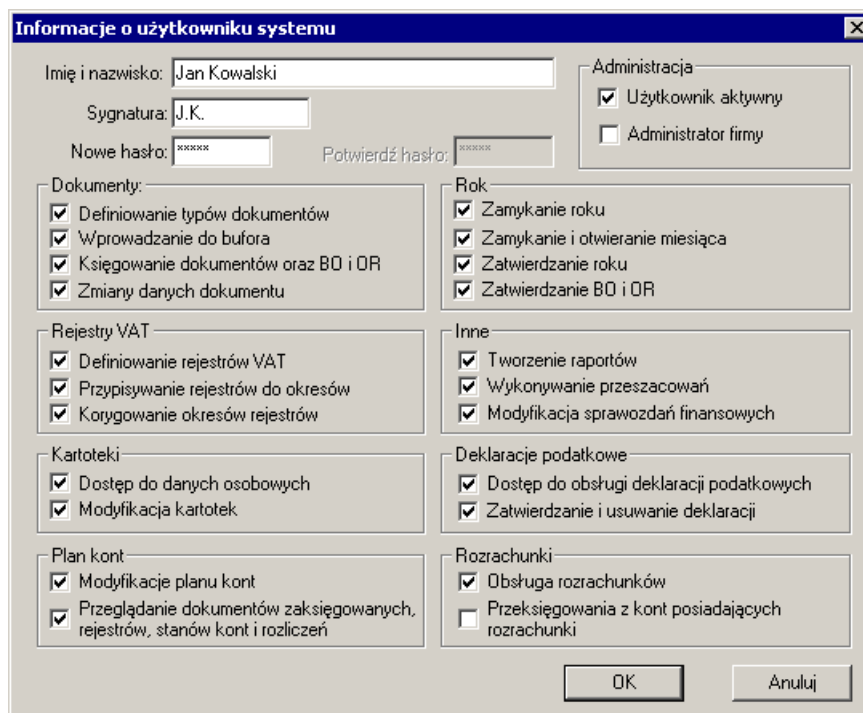 Informacje o użytkowniku systemu
Imię i nazwisko: Jan Kowalski
Sygnatura: J.K.
Nowe hasło: *****
Potwierdź hasło: *****
Administracja
Użytkownik aktywny
Administrator firmy
Dokumenty:
Definiowanie typów dokumentów
Wprowadzanie do bufora
Księgowanie dokumentów oraz BO i OR
Zmiany danych dokumentu
Rok
Zamykanie roku
Zamykanie i otwieranie miesiąca
Zatwierdzanie roku
Zatwierdzanie BO i OR
Rejestry VAT
Definiowanie rejestrów VAT
Przypisywanie rejestrów do okresów
Korygowanie okresów rejestrów
Inne
Tworzenie raportów
Wykonywanie przeszacowań
Modyfikacja sprawozdań finansowych
Kartoteki
Dostęp do danych osobowych
Modyfikacja kartotek
Deklaracje podatkowe
Dostęp do obsługi deklaracji podatkowych
Zatwierdzanie i usuwanie deklaracji
Plan kont
Modyfikacje planu kont
Przeglądanie dokumentów zaksięgowanych,
rejestrów, stanów kont i rozliczeń
Rozrachunki
Obsługa rozrachunków
Przeksięgowania z kont posiadających
rozrachunki
OK
Anuluj